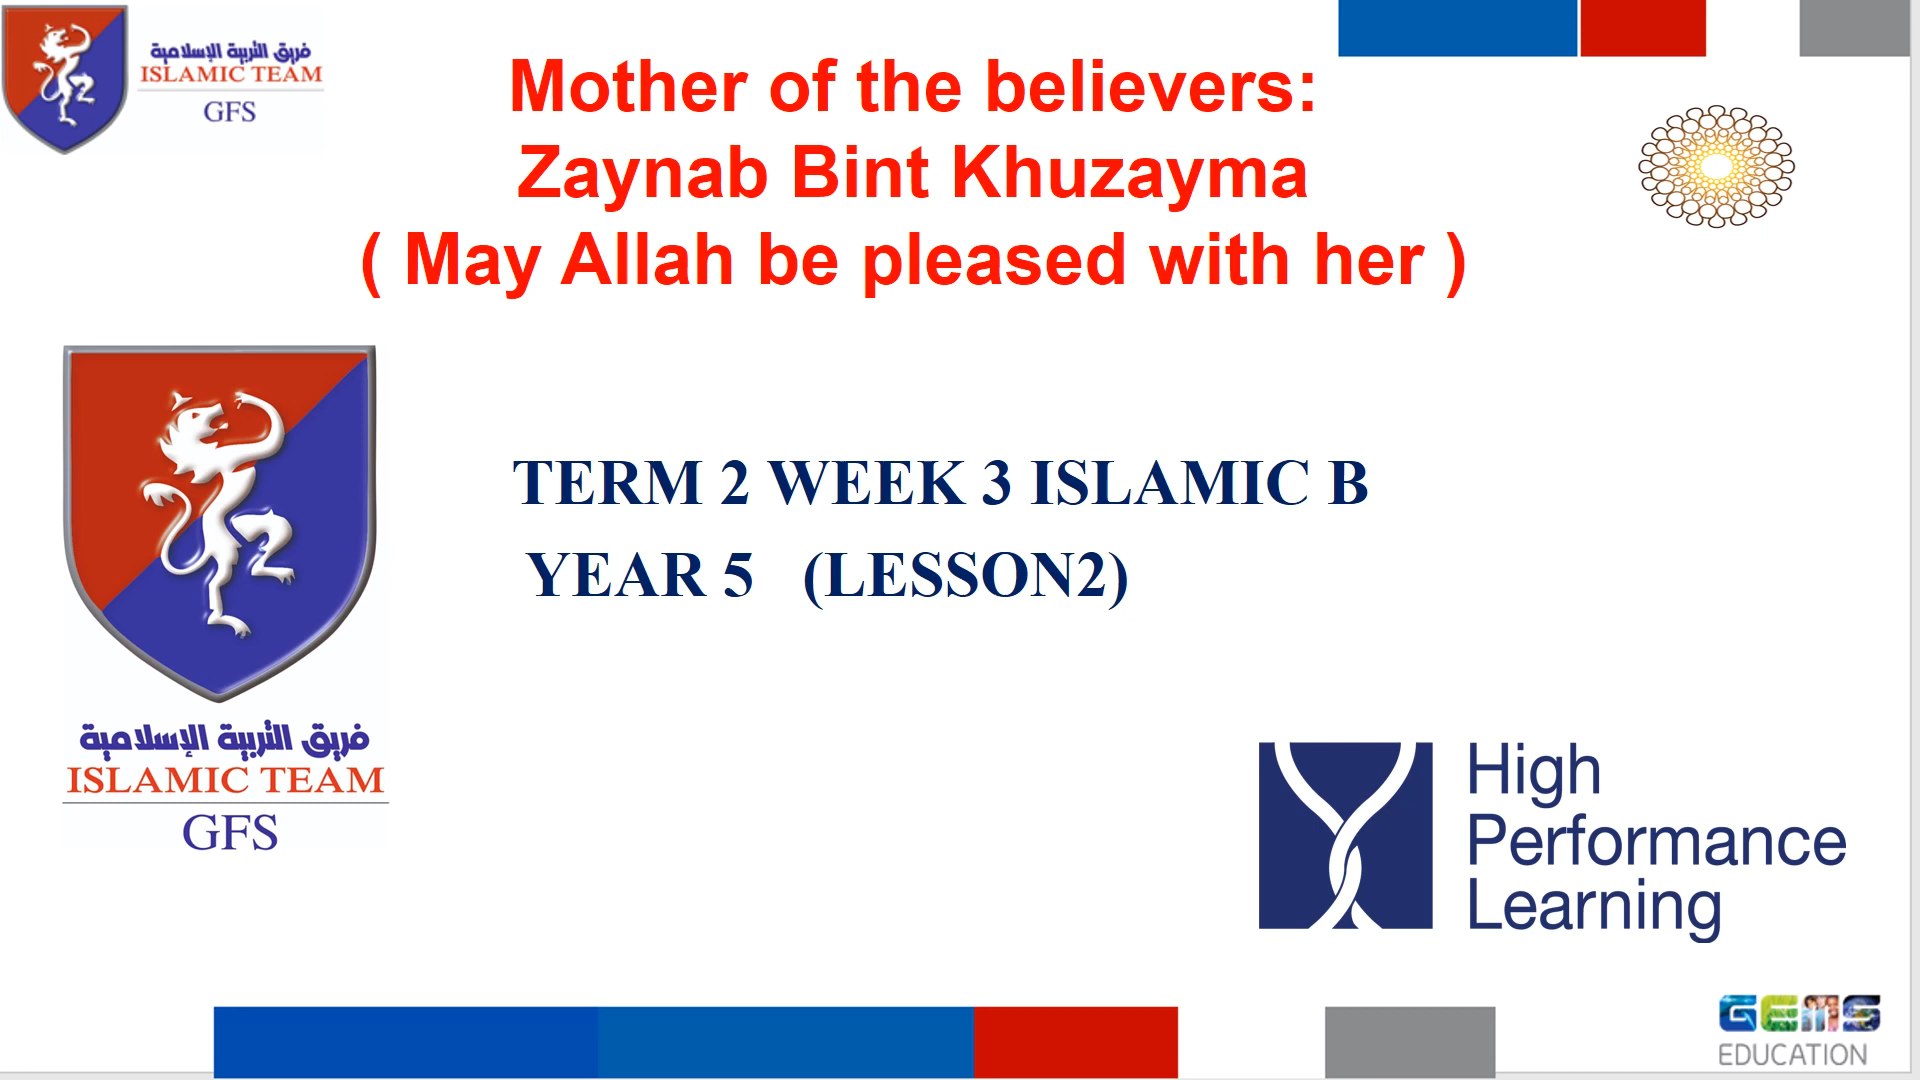 فريق التربية الإسلامية
ISLAMIC TEAM
GFS
Mother of the believers:
Zaynab Bint Khuzayma
( May Allah be pleased with her )
TERM 2 WEEK 3 ISLAMIC B
YEAR 5 (LESSON2)
فريق التربية الإسلامية
ISLAMIC TEAM
GFS
High
Performance
Learning
GEMS
EDUCATION